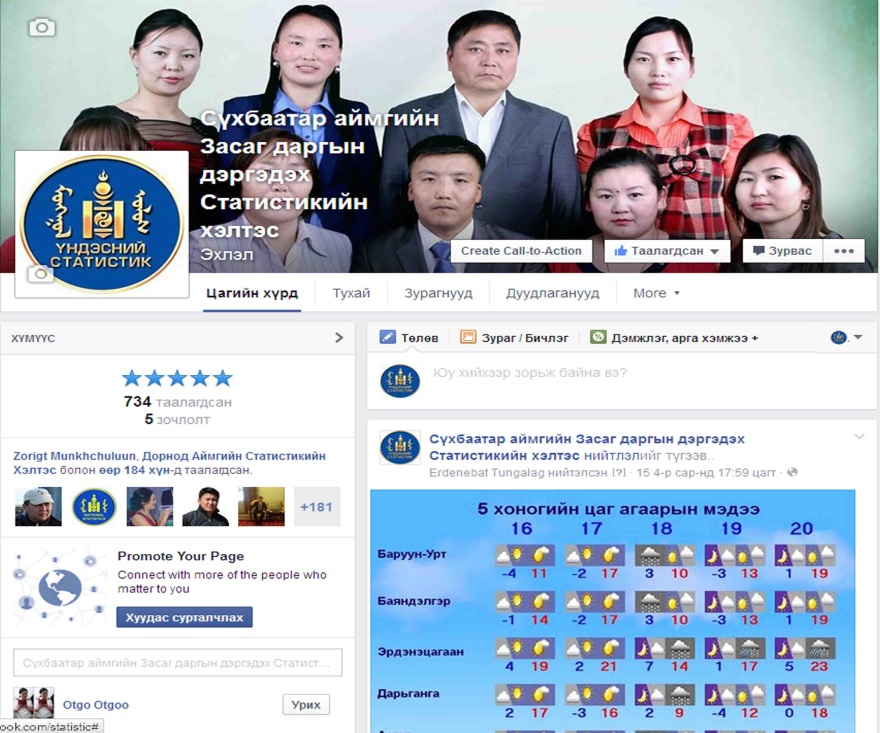 Сүхбаатар аймгийн
Засаг даргын
дэргэдэх
Статистикийн
хэлтэс
Эхлэл
ҮНДЭСНИЙ
СТАТИСТИК
Create Call-to-Action
Таалагдсан
Зурвас
Цагийн хүрд
Тухай
Зурагнууд
Дуудлаганууд
More
ХҮМҮҮС
734 таалагдсан
5 зочлолт
Zorigt Munkhchuluun, Дорнод Аймгийн Статистикийн
Хэлтэс болон өөр 184 хүн-д таалагдсан.
+181
Promote Your Page
Connect with more of the people who
matter to you
Хуудас сурталчлах
Сүхбаатар аймгийн Засаг даргын дэргэдэх Статист...
Otgo Otgoo
Урих
ook.com/statistic#
Төлөв
Зураг / Бичлэг
Дэмжлэг, арга хэмжээ +
Юу хийхээр зорьж байна вэ?
Сүхбаатар аймгийн Засаг даргын дэргэдэх
Статистикийн хэлтэс нийтлэлийг түгээв..
Erdenebat Tungalag нийтэлсэн [?] · 15 4-р сар-нд 17:59 цагт ·
5 хоногийн цаг агаарын мэдээ
16 17 18 19 20
Баруун-Урт
-4 11 -2 17 3 10 -3 13 1 19
Баяндэлгэр
-1 14 -2 17 3 10 -3 13 1 19
Эрдэнэцагаан
4 19 2 21 7 14 1 17 5 23
Дарьганга
2 17 -3 16 2 9 -4 12 0 18